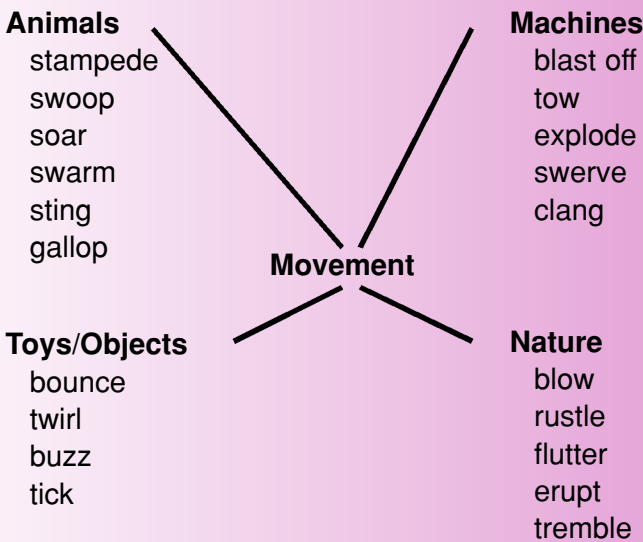 Animals
stampede
swoop
soar
swarm
sting
gallop
Machines
blast off
tow
explode
swerve
clang
Movement
Toys/Objects
bounce
twirl
buzz
tick
Nature
blow
rustle
flutter
erupt
tremble